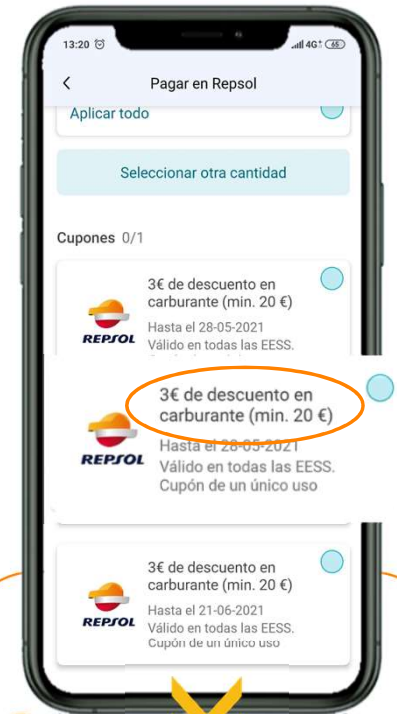 13:20
4G+ 65
Pagar en Repsol
Aplicar todo
Seleccionar otra cantidad
Cupones 0/1
3€ de descuento en
carburante (min. 20 €)
Hasta el 28-05-2021
REPSOL
Válido en todas las EESS.
3€ de descuento en
carburante (min. 20 €)
Hasta el 28-05-2021
REPSOL
Válido en todas las EESS.
Cupón de un único uso
3€ de descuento en
carburante (min. 20 €)
Hasta el 21-06-2021
REPSOL
Válido en todas las EESS.
Cupón de un único uso